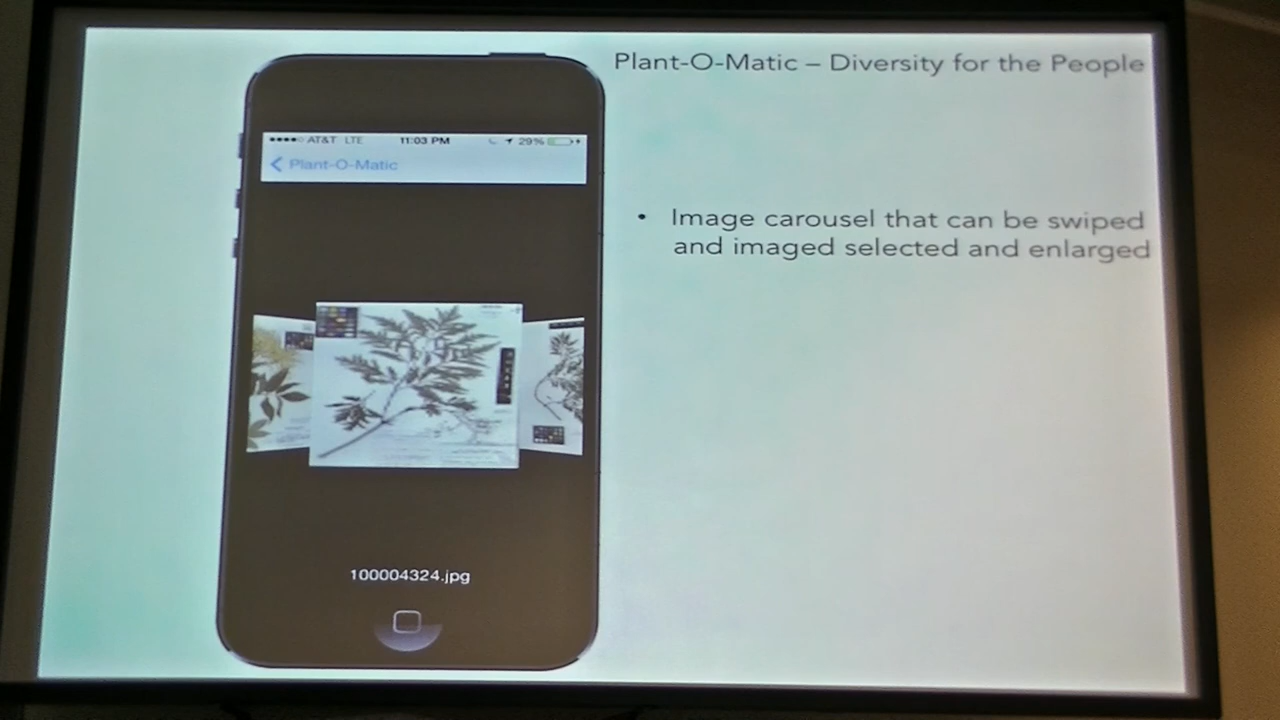 Plant-O-Matic – Diversity for the People
AT&T LTE 11:03 PM 29%
Plant-O-Matic
• Image carousel that can be swiped
and imaged selected and enlarged
100004324.jpg